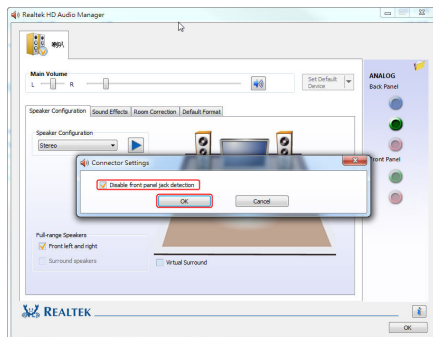 Realtek HD Audio Manager
喇叭
Main Volume
L
R
Set Default
Device
ANALOG
Back Panel
Speaker Configuration
Sound Effects
Room Correction
Default Format
Speaker Configuration
Stereo
Connector Settings
Front Panel
Disable front panel jack detection
OK
Cancel
Full-range Speakers
Front left and right
Surround speakers
Virtual Surround
REALTEK
i
OK